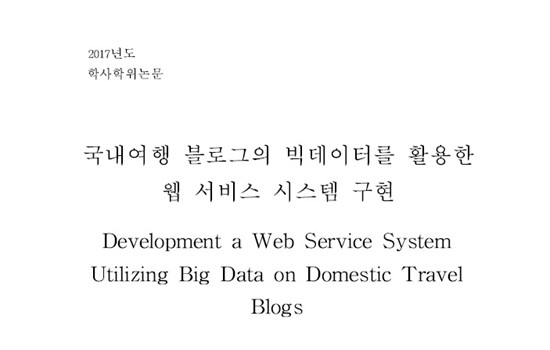 2017년도
학사학위논문
국내여행 블로그의 빅데이터를 활용한
웹 서비스 시스템 구현
Development a Web Service System
Utilizing Big Data on Domestic Travel
Blogs